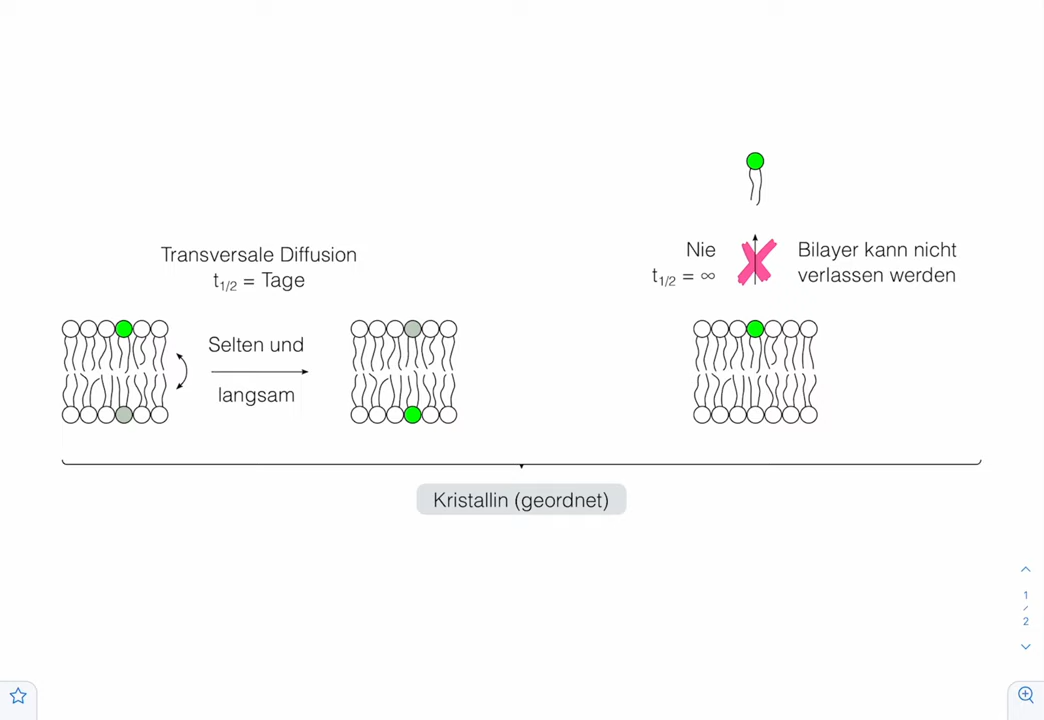 Transversale Diffusion
t1/2 = Tage
Selten und
langsam
Nie
t1/2 = ∞
Bilayer kann nicht
verlassen werden
Kristallin (geordnet)
1
/
2